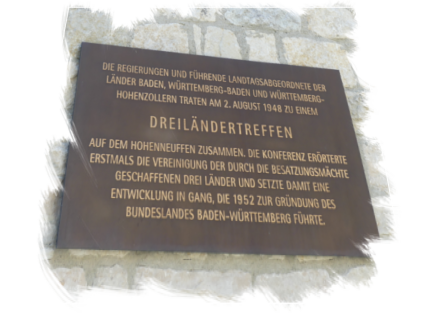 DIE REGIERUNGEN UND FÜHRENDE LANDTAGSABGEORDNETE DER
LÄNDER BADEN, WÜRTTEMBERG-BADEN UND WÜRTTEMBERG-
HOHENZOLLERN TRATEN AM 2. AUGUST 1948 ZU EINEM
DREILÄNDERTREFFEN
AUF DEM HOHENNEUFFEN ZUSAMMEN. DIE KONFERENZ ERÖRTERTE
ERSTMALS DIE VEREINIGUNG DER DURCH DIE BESATZUNGSMÄCHTE
GESCHAFFENEN DREI LÄNDER UND SETZTE DAMIT EINE
ENTWICKLUNG IN GANG, DIE 1952 ZUR GRÜNDUNG DES
BUNDESLANDES BADEN-WÜRTTEMBERG FÜHRTE.